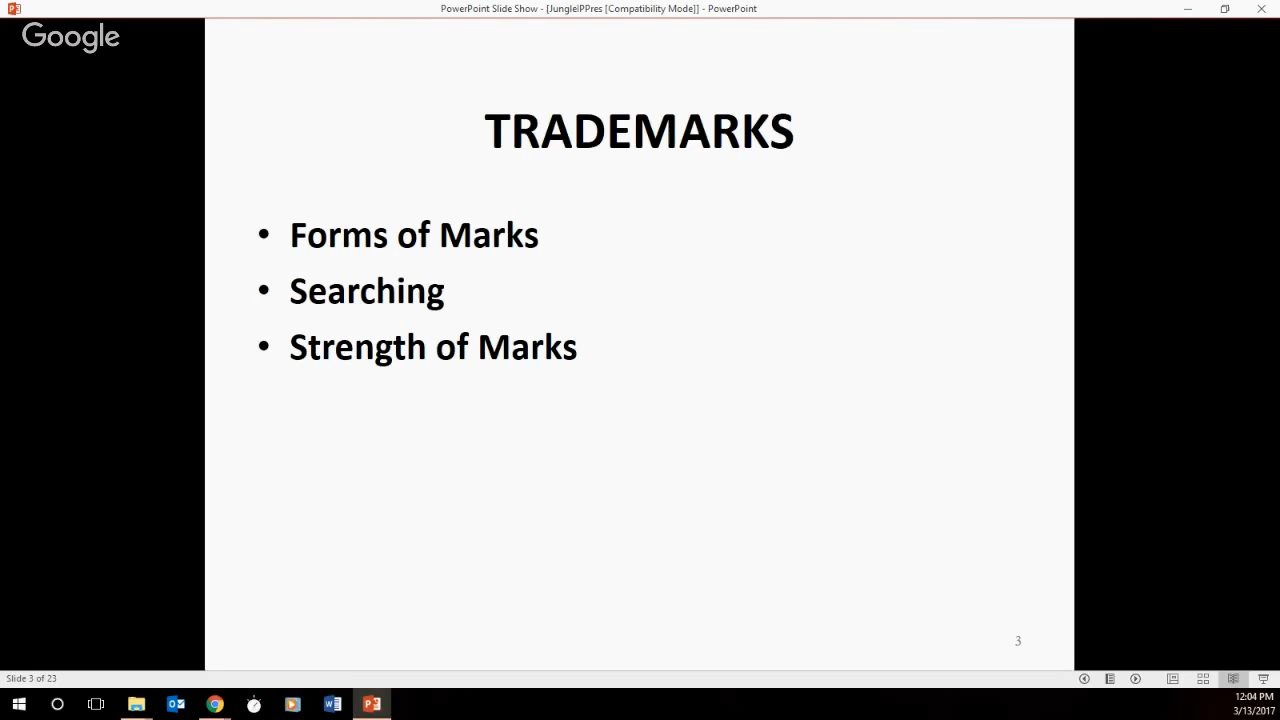 PowerPoint Slide Show - [JungleIPPres [Compatibility Mode]] - PowerPoint
Google
TRADEMARKS
• Forms of Marks
• Searching
• Strength of Marks
3
Slide 3 of 23
12:04 PM
3/13/2017